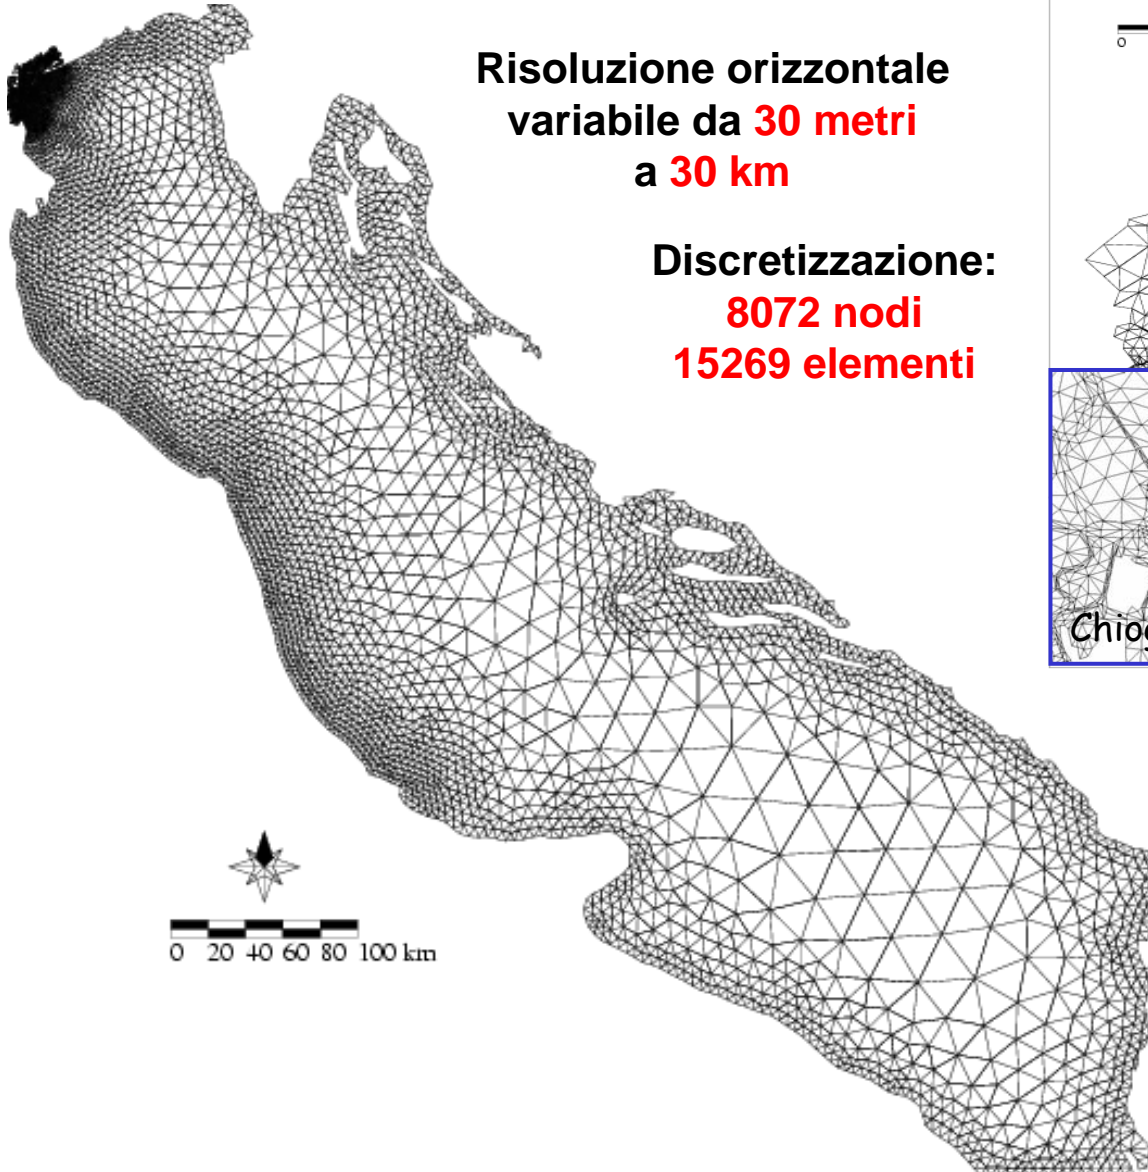 Risoluzione orizzontale
variabile da 30 metri
a 30 km
Discretizzazione:
8072 nodi
15269 elementi
0
0 20 40 60 80 100 km